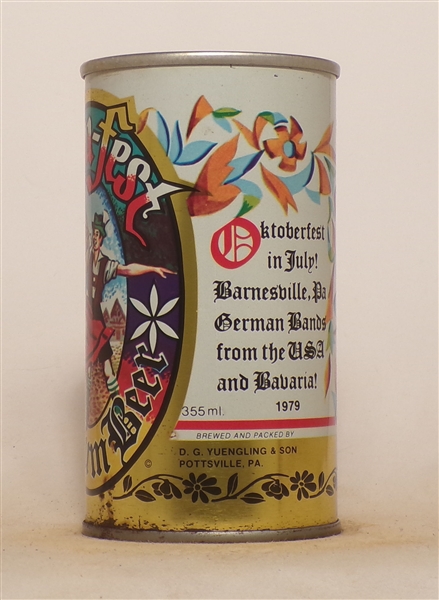 -fest
Oktoberfest
in July!
Barnesville, Pa
German Bands
from the USA
and Bavaria!
355 ml. 1979
BREWED AND PACKED BY
D. G. YUENGLING & SON
©
POTTSVILLE, PA.
Beer